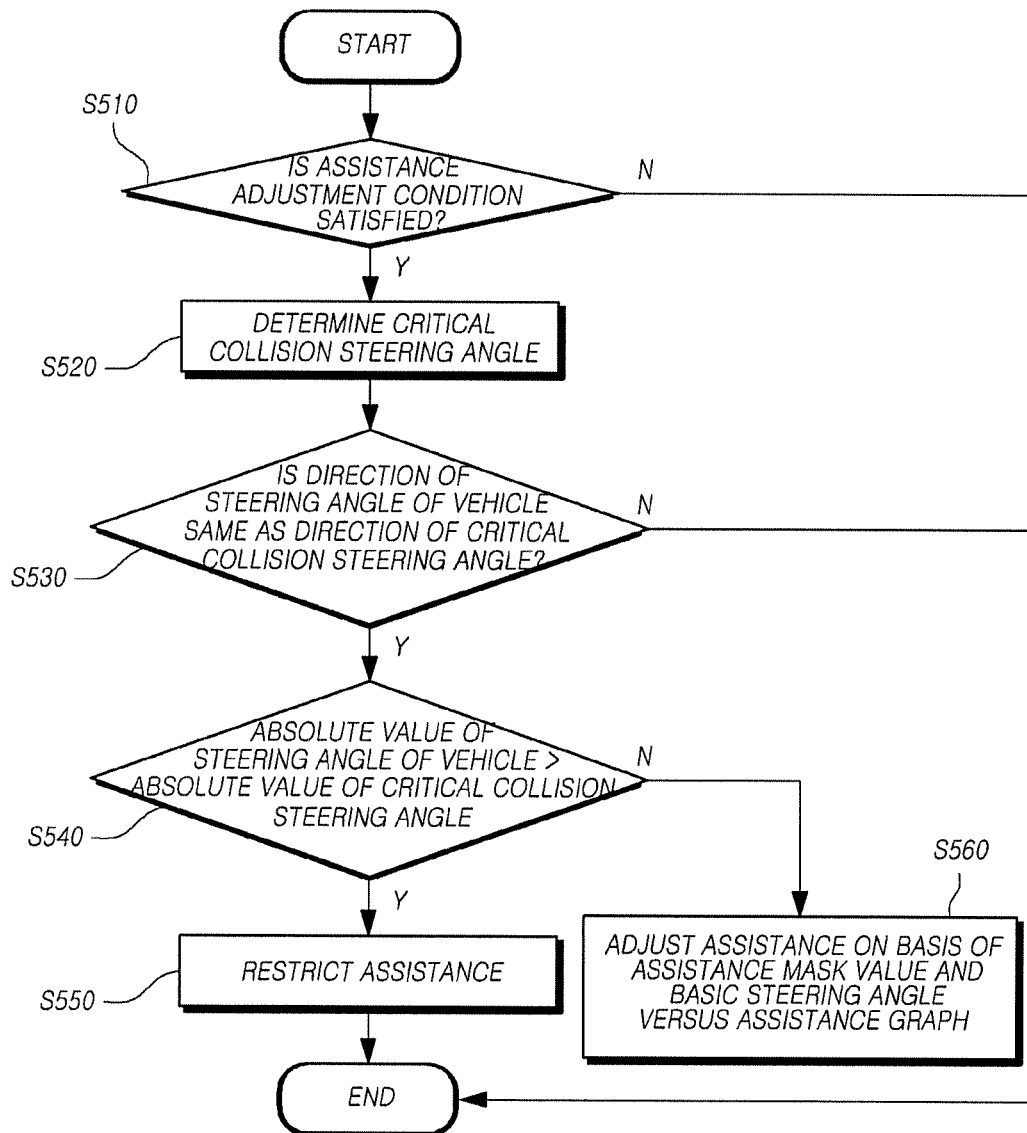 START
S510
IS ASSISTANCE
ADJUSTMENT CONDITION
SATISFIED?
N
Y
DETERMINE CRITICAL
COLLISION STEERING ANGLE
S520
IS DIRECTION OF
STEERING ANGLE OF VEHICLE
SAME AS DIRECTION OF CRITICAL
COLLISION STEERING ANGLE?
N
S530
Y
ABSOLUTE VALUE OF
STEERING ANGLE OF VEHICLE >
ABSOLUTE VALUE OF CRITICAL COLLISION
STEERING ANGLE
N
S540
Y
S560
RESTRICT ASSISTANCE
S550
ADJUST ASSISTANCE ON BASIS OF
ASSISTANCE MASK VALUE AND
BASIC STEERING ANGLE
VERSUS ASSISTANCE GRAPH
END